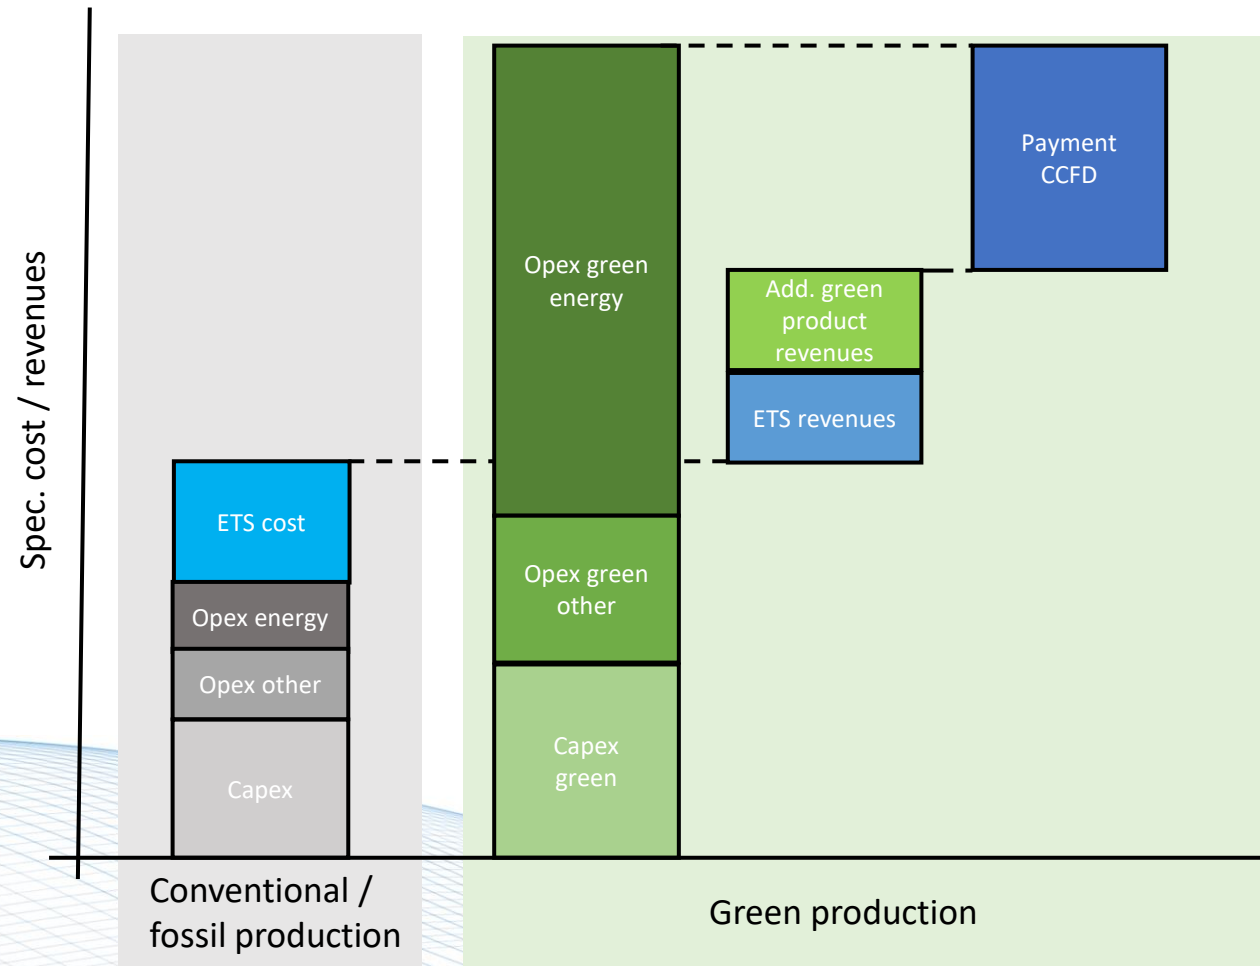 Spec. cost / revenues
ETS cost
Opex energy
Opex other
Capex
Conventional /
fossil production
Opex green
energy
Opex green
other
Capex
green
Add. green
product
revenues
ETS revenues
Payment
CCFD
Green production